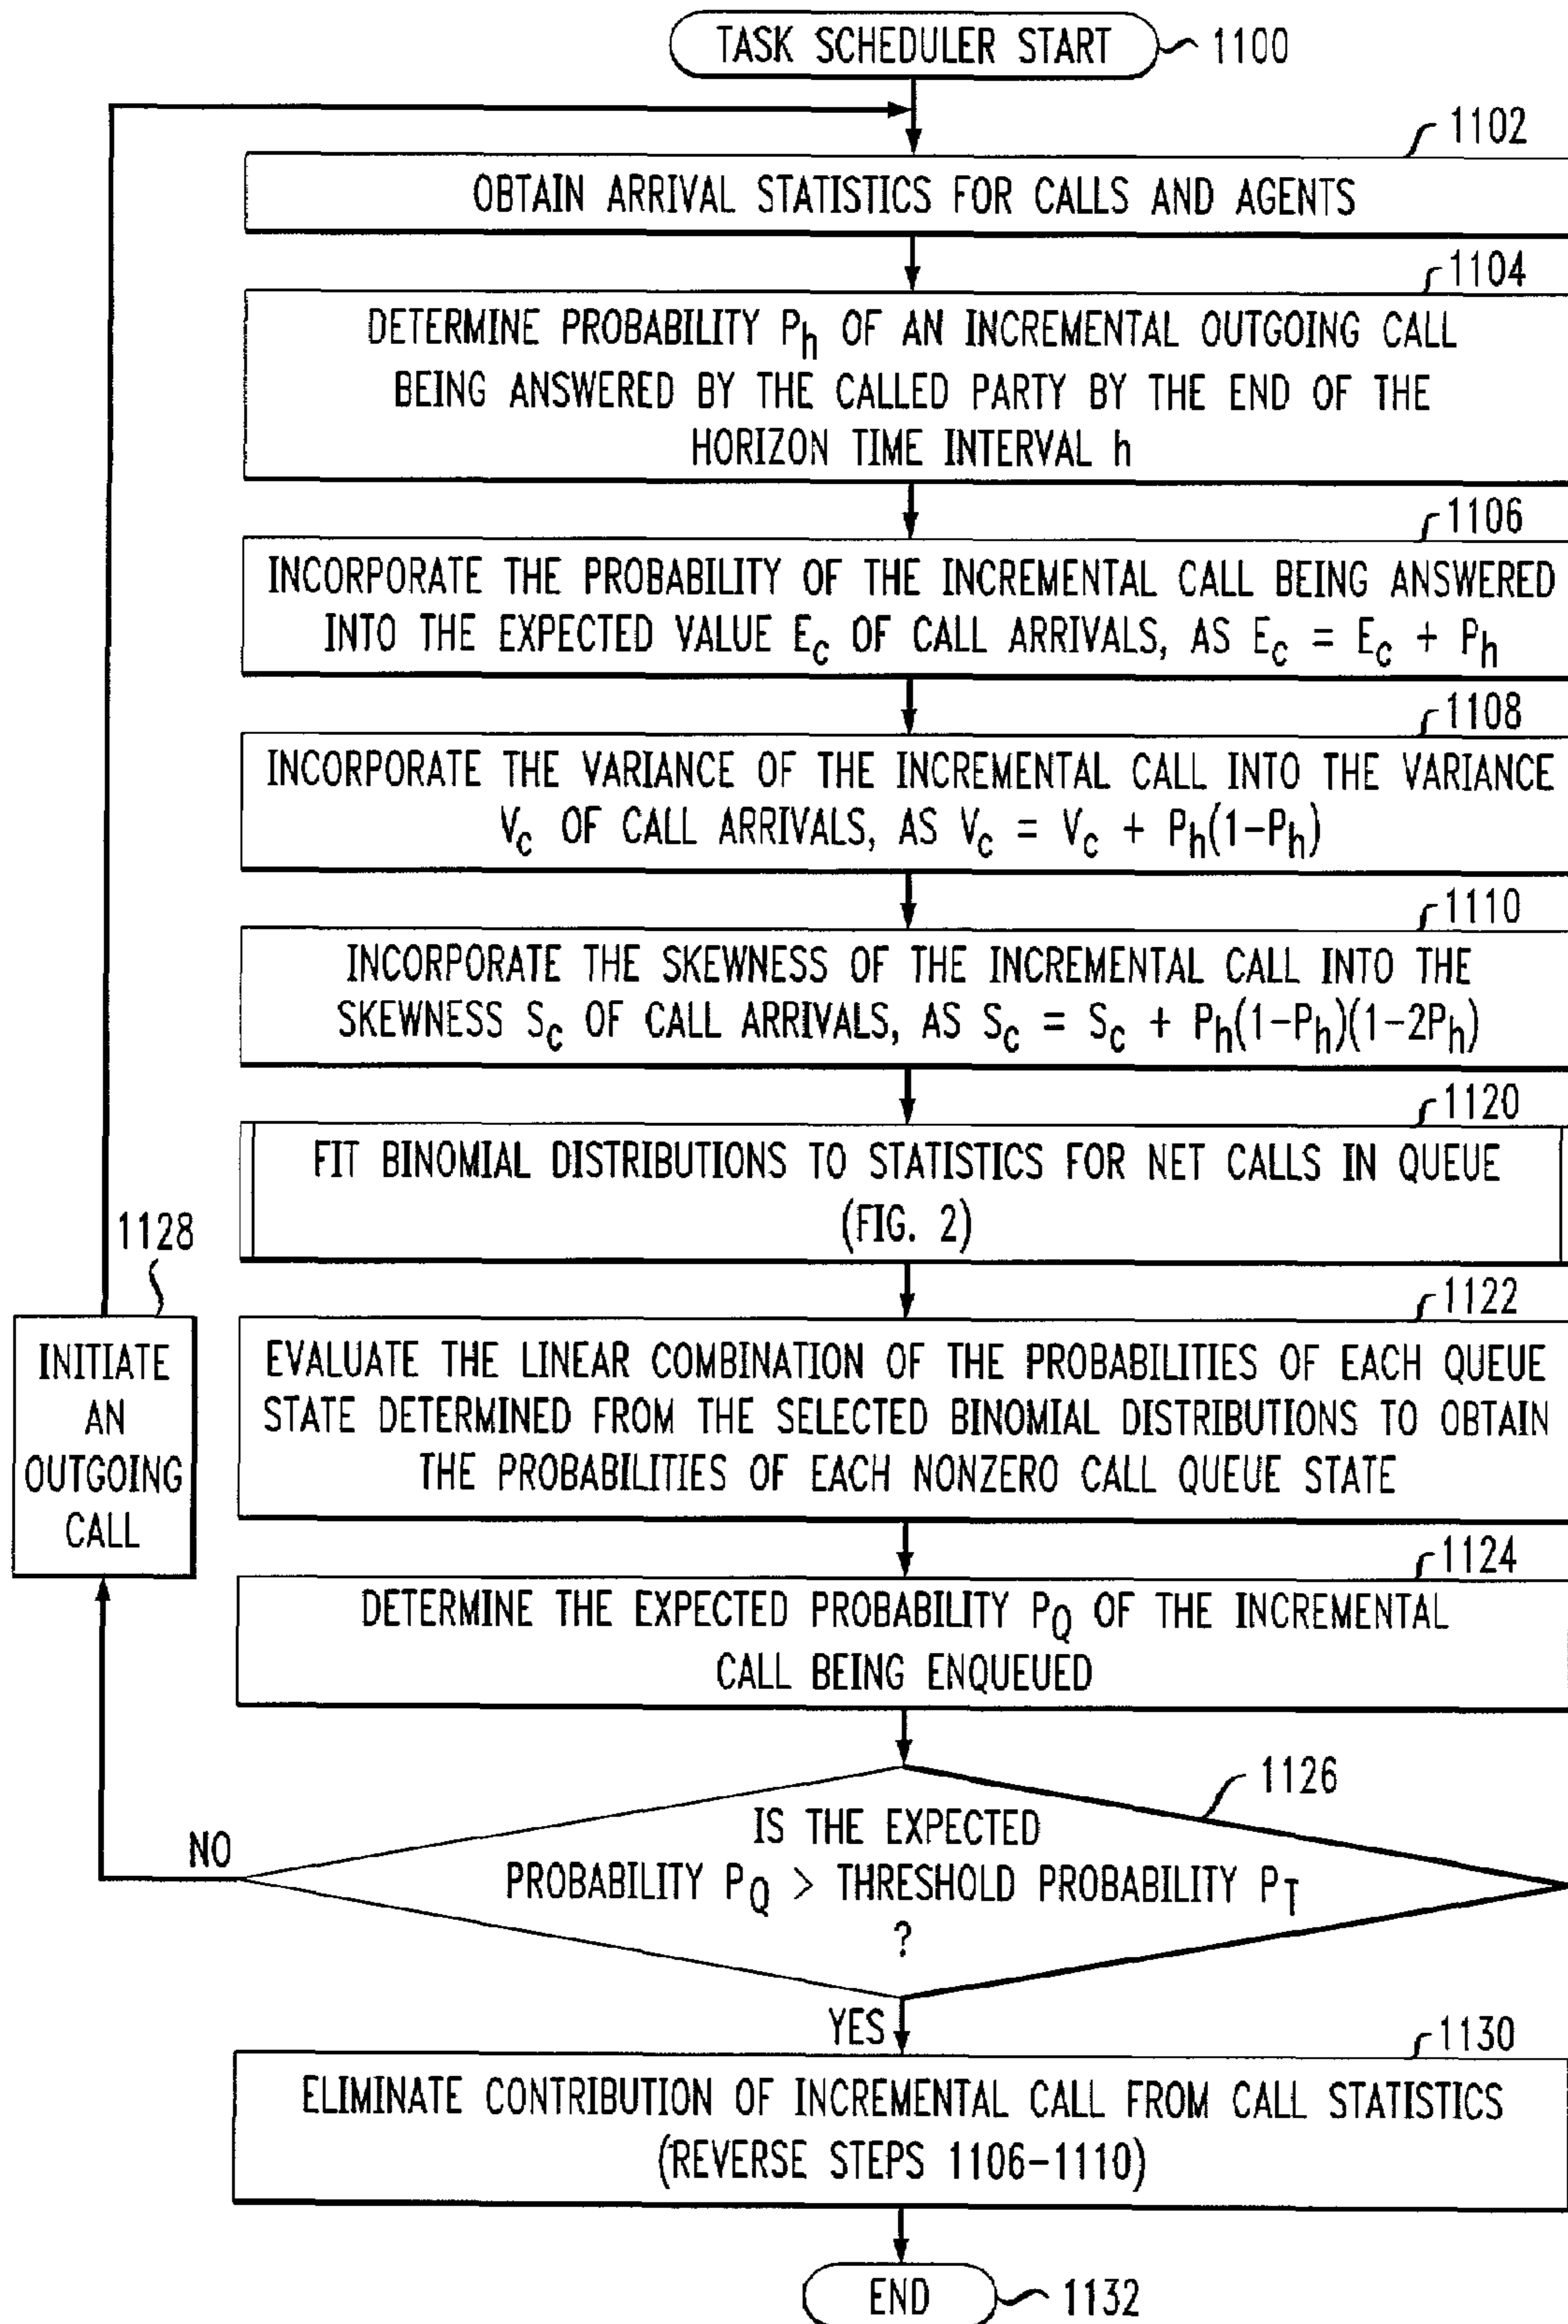 TASK SCHEDULER START
1100
1102
OBTAIN ARRIVAL STATISTICS FOR CALLS AND AGENTS
1104
DETERMINE PROBABILITY Ph OF AN INCREMENTAL OUTGOING CALL
BEING ANSWERED BY THE CALLED PARTY BY THE END OF THE
HORIZON TIME INTERVAL h
1106
INCORPORATE THE PROBABILITY OF THE INCREMENTAL CALL BEING ANSWERED
INTO THE EXPECTED VALUE Ec OF CALL ARRIVALS, AS Ec = Ec + Ph
1108
INCORPORATE THE VARIANCE OF THE INCREMENTAL CALL INTO THE VARIANCE
Vc OF CALL ARRIVALS, AS Vc = Vc + Ph(1-Ph)
1110
INCORPORATE THE SKEWNESS OF THE INCREMENTAL CALL INTO THE
SKEWNESS Sc OF CALL ARRIVALS, AS Sc = Sc + Ph(1-Ph)(1-2Ph)
1120
FIT BINOMIAL DISTRIBUTIONS TO STATISTICS FOR NET CALLS IN QUEUE
(FIG. 2)
1122
EVALUATE THE LINEAR COMBINATION OF THE PROBABILITIES OF EACH QUEUE
STATE DETERMINED FROM THE SELECTED BINOMIAL DISTRIBUTIONS TO OBTAIN
THE PROBABILITIES OF EACH NONZERO CALL QUEUE STATE
1128
INITIATE
AN
OUTGOING
CALL
1124
DETERMINE THE EXPECTED PROBABILITY PQ OF THE INCREMENTAL
CALL BEING ENQUEUED
1126
IS THE EXPECTED
PROBABILITY PQ > THRESHOLD PROBABILITY PT
?
NO
YES
1130
ELIMINATE CONTRIBUTION OF INCREMENTAL CALL FROM CALL STATISTICS
(REVERSE STEPS 1106-1110)
END
1132